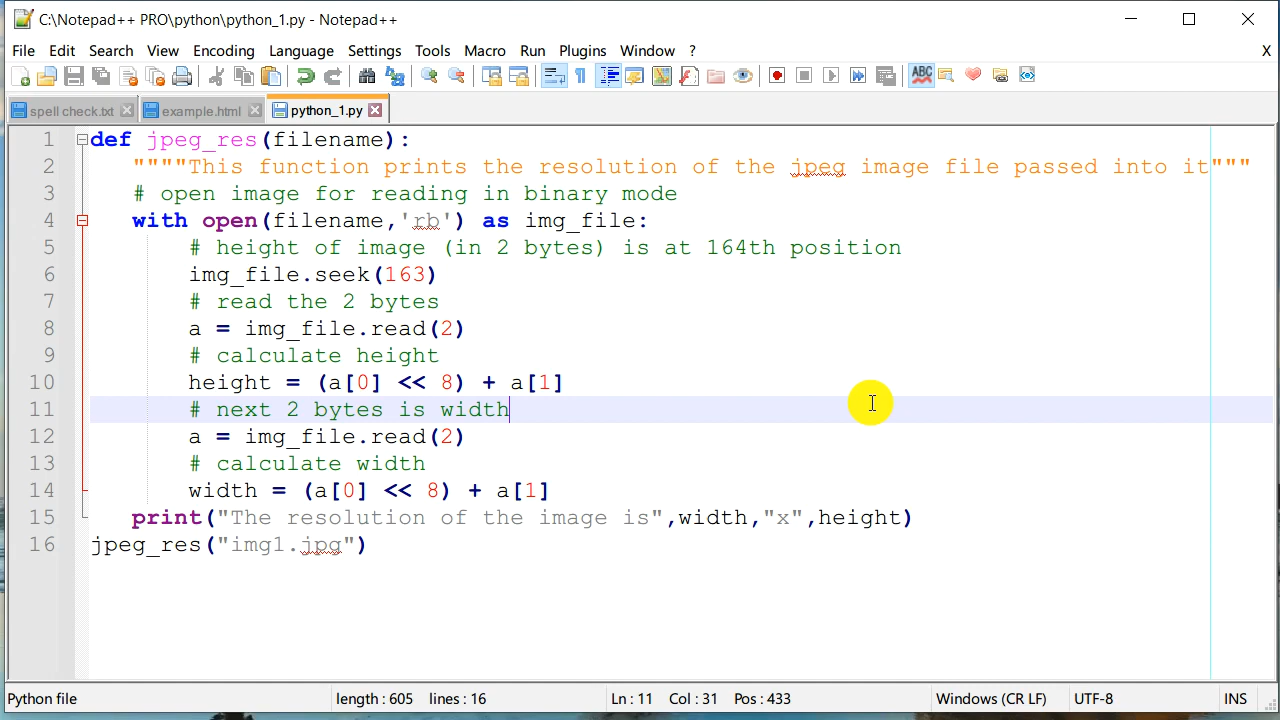 C:\Notepad++ PRO\python\python_1.py - Notepad++
File Edit Search View Encoding Language Settings Tools Macro Run Plugins Window ? X
ABC
spell check.txt example.html python_1.py
1 def jpeg_res(filename):
2 """"This function prints the resolution of the jpeg image file passed into it"""
3 # open image for reading in binary mode
4 with open(filename,'rb') as img_file:
5 # height of image (in 2 bytes) is at 164th position
6 img_file.seek(163)
7 # read the 2 bytes
8 a = img_file.read(2)
9 # calculate height
10 height = (a[0] << 8) + a[1]
11 # next 2 bytes is width
12 a = img_file.read(2)
13 # calculate width
14 width = (a[0] << 8) + a[1]
15 print("The resolution of the image is",width,"x",height)
16 jpeg_res("img1.jpg")
Python file length : 605 lines : 16 Ln : 11 Col : 31 Pos : 433 Windows (CR LF) UTF-8 INS